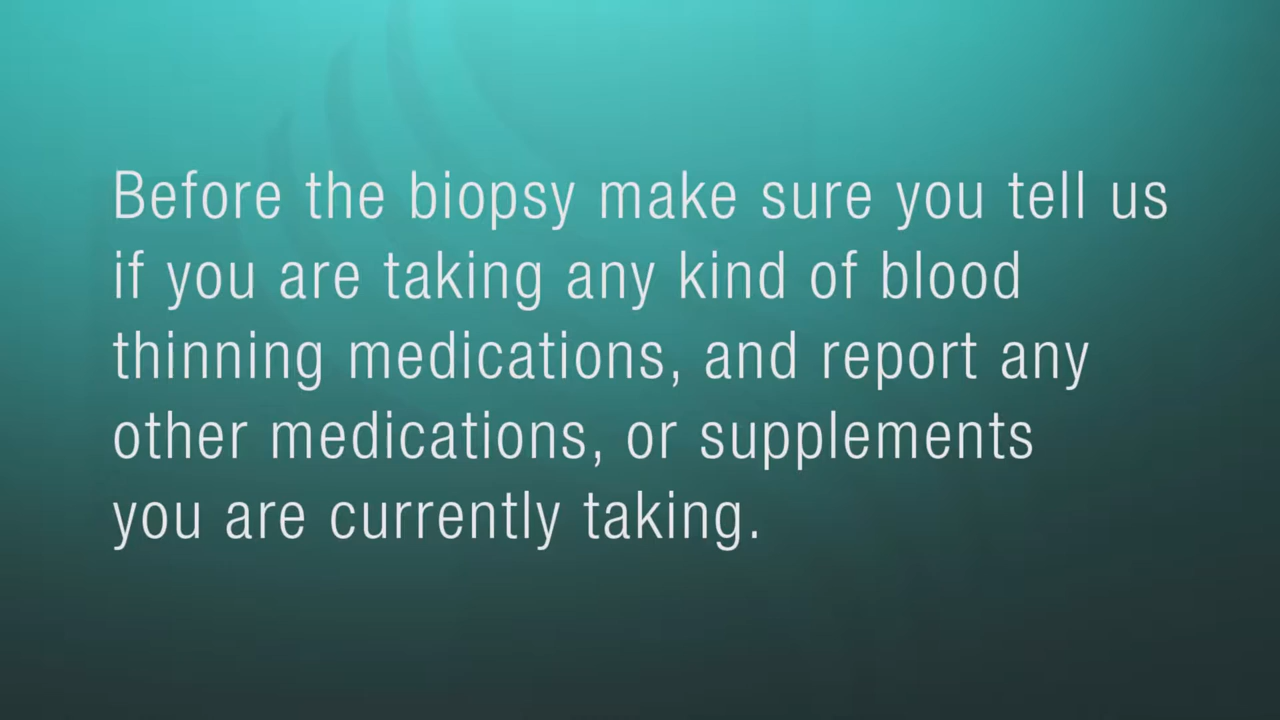 Before the biopsy make sure you tell us
if you are taking any kind of blood
thinning medications, and report any
other medications, or supplements
you are currently taking.